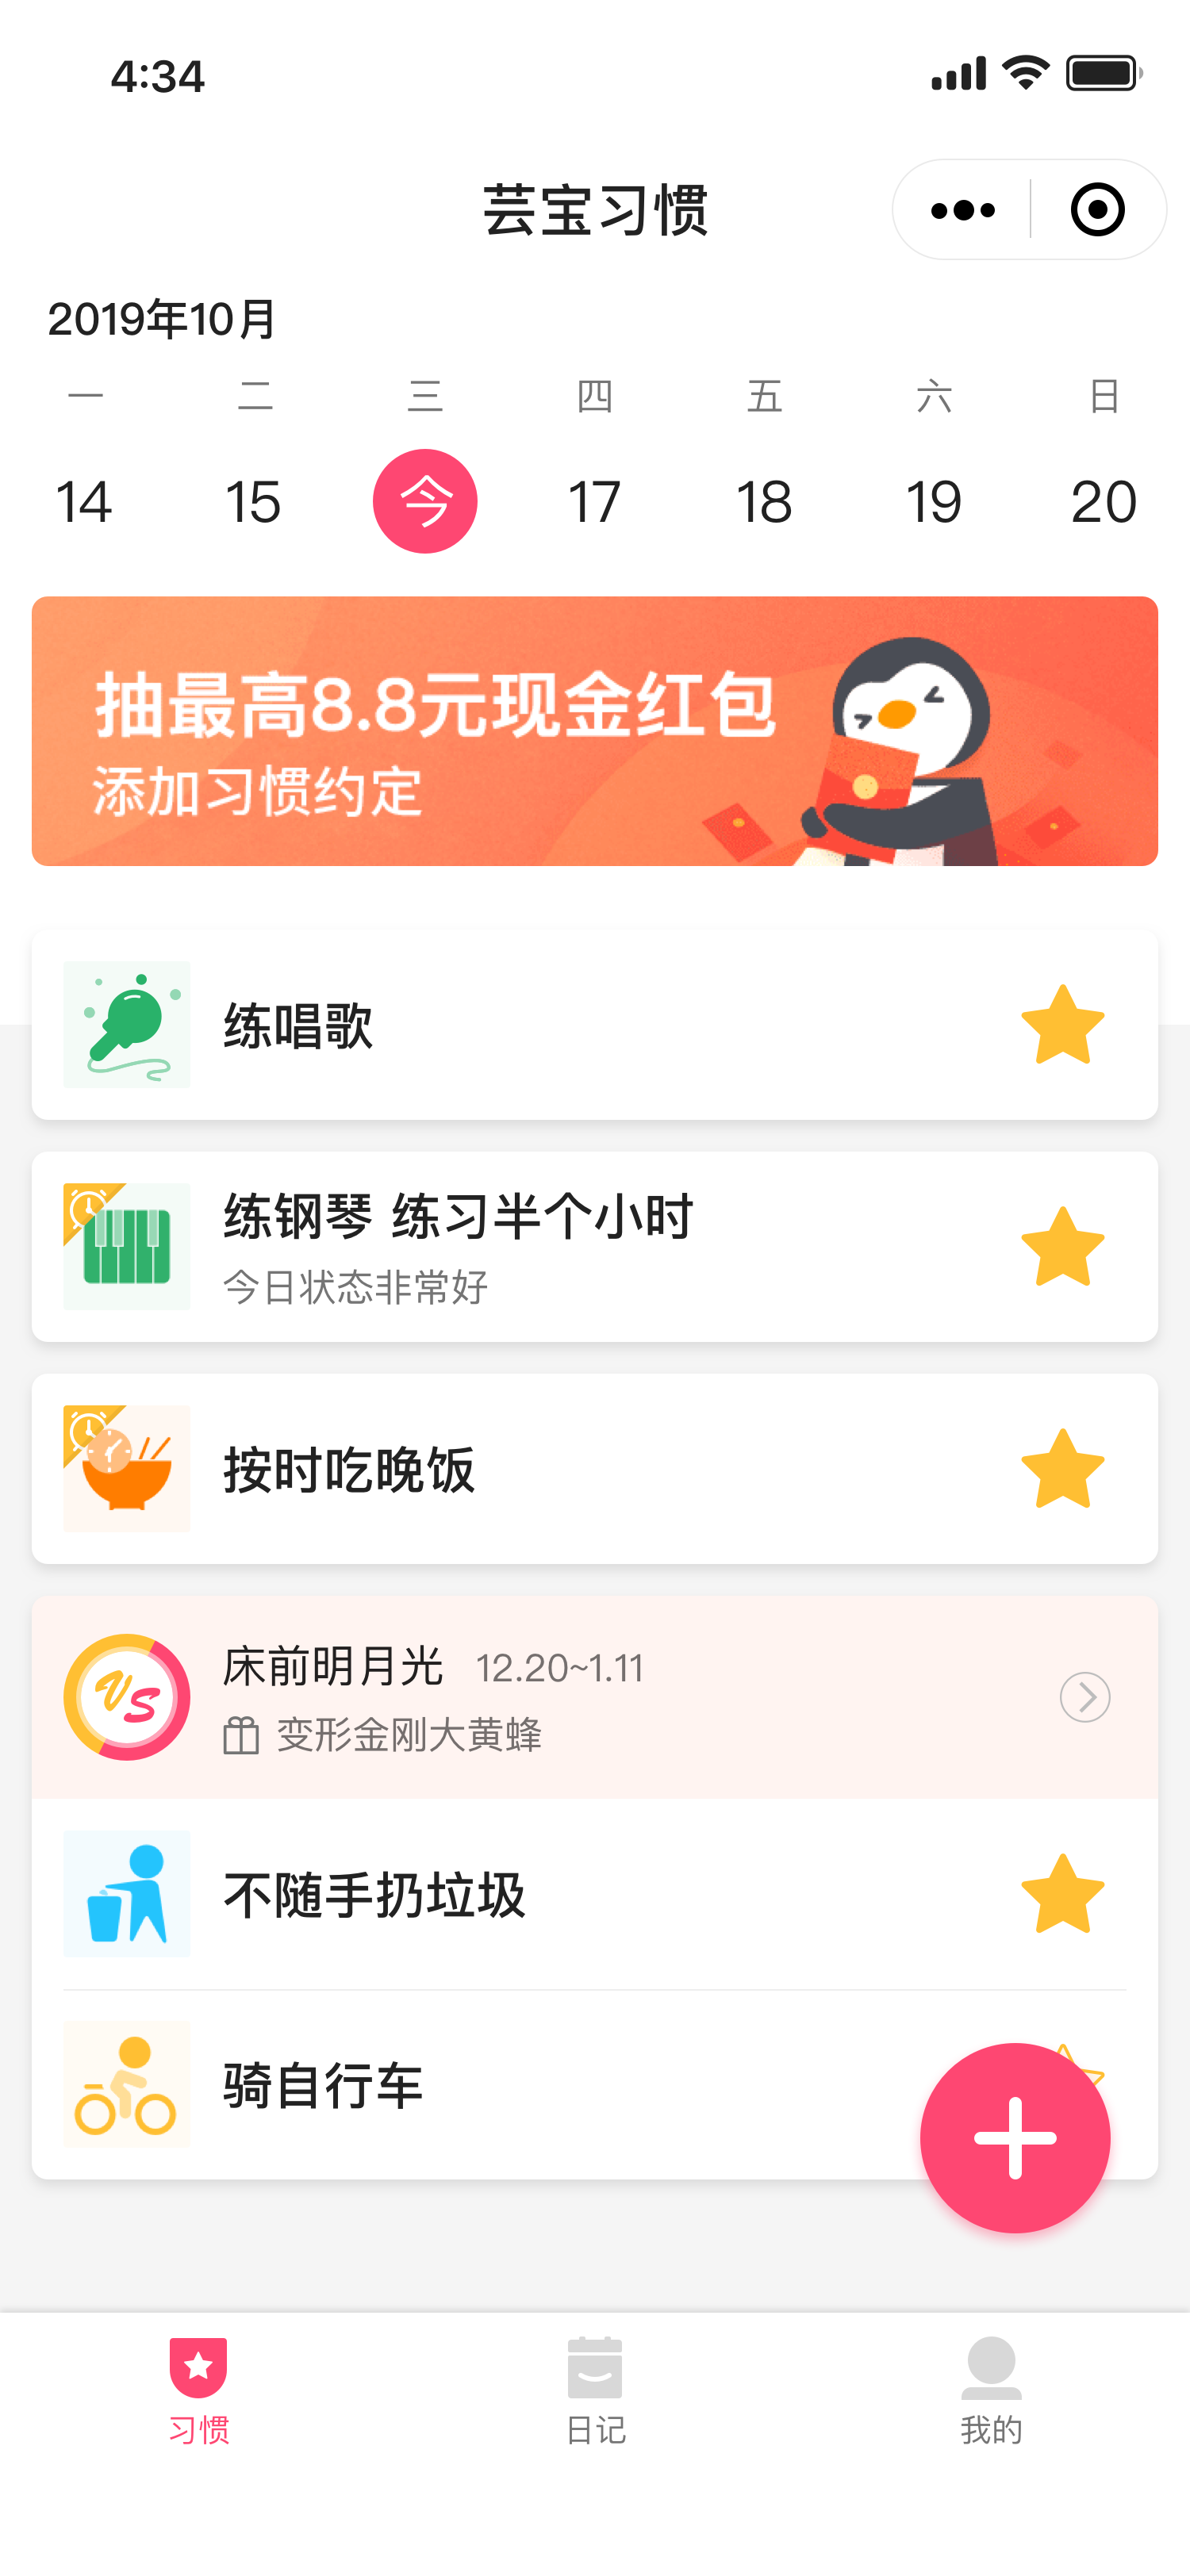 4:34
芸宝习惯
2019年10月
一 二 三 四 五 六 日
14 15 今 17 18 19 20
抽最高8.8元现金红包
添加习惯约定
练唱歌
练钢琴 练习半个小时
今日状态非常好
按时吃晚饭
VS
床前明月光 12.20~1.11
变形金刚大黄蜂
不随手扔垃圾
骑自行车
习惯 日记 我的